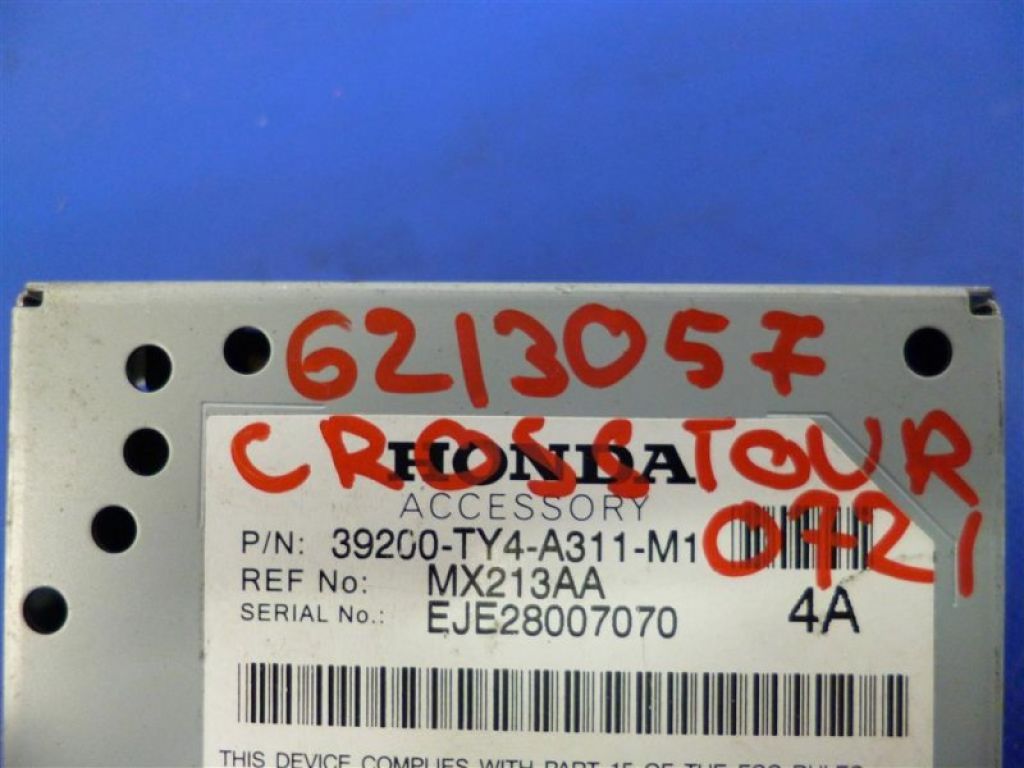 6213057
CROSSTOUR
HONDA
0721
ACCESSORY
P/N: 39200-TY4-A311-M1
REF No: MX213AA
SERIAL No.: EJE28007070
4A
THIS DEVICE COMPLIES WITH PART 15 OF THE FCC RULES